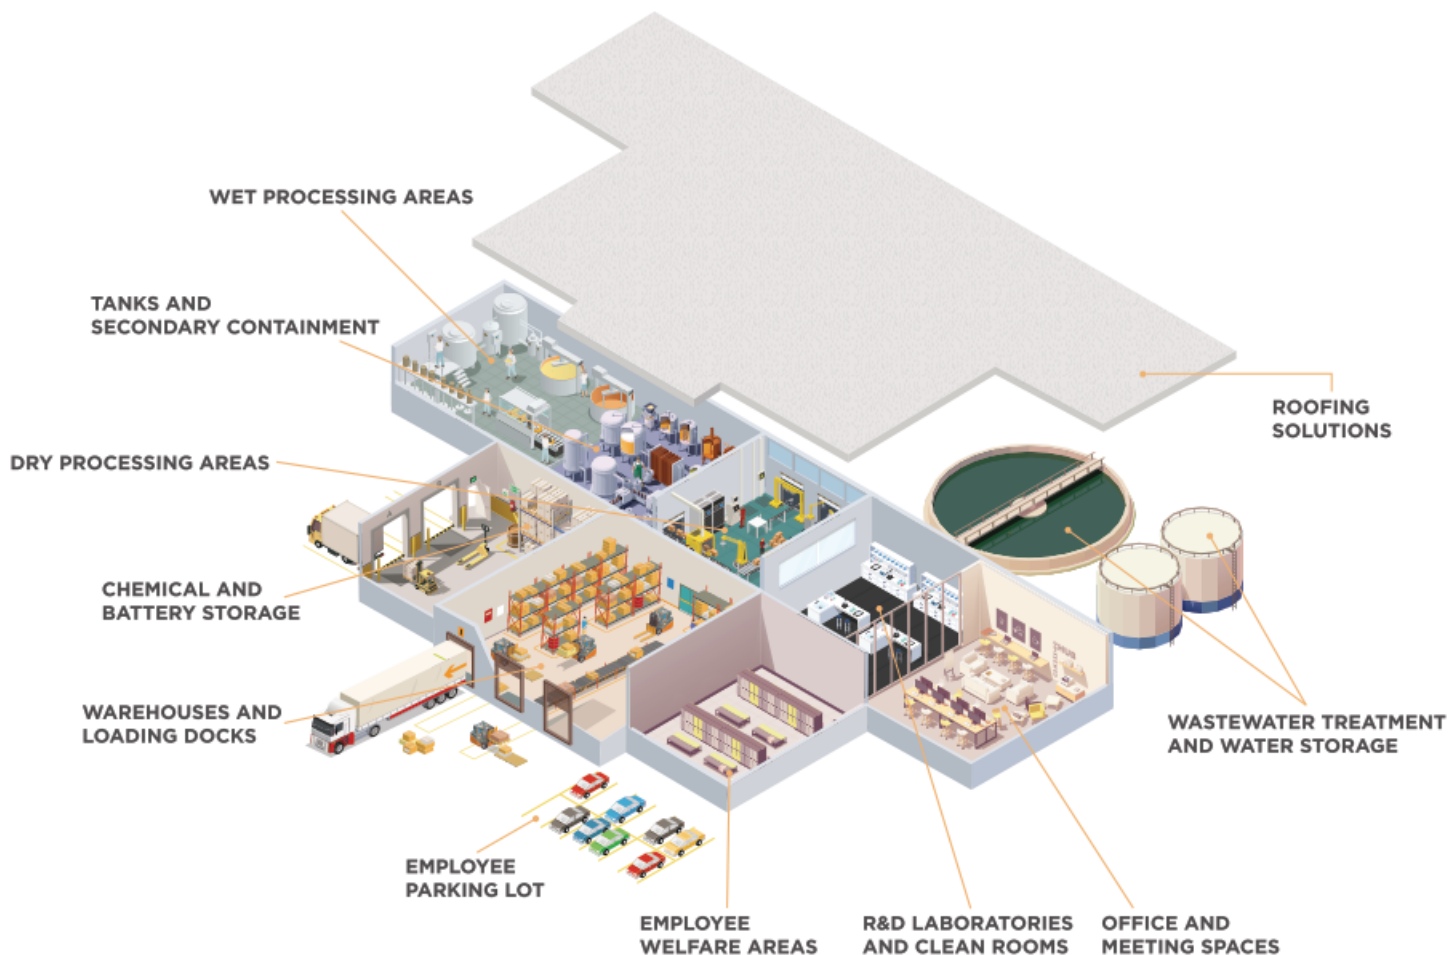 WET PROCESSING AREAS
TANKS AND
SECONDARY CONTAINMENT
DRY PROCESSING AREAS
CHEMICAL AND
BATTERY STORAGE
WAREHOUSES AND
LOADING DOCKS
EMPLOYEE
PARKING LOT
EMPLOYEE
WELFARE AREAS
R&D LABORATORIES
AND CLEAN ROOMS
OFFICE AND
MEETING SPACES
WASTEWATER TREATMENT
AND WATER STORAGE
ROOFING
SOLUTIONS